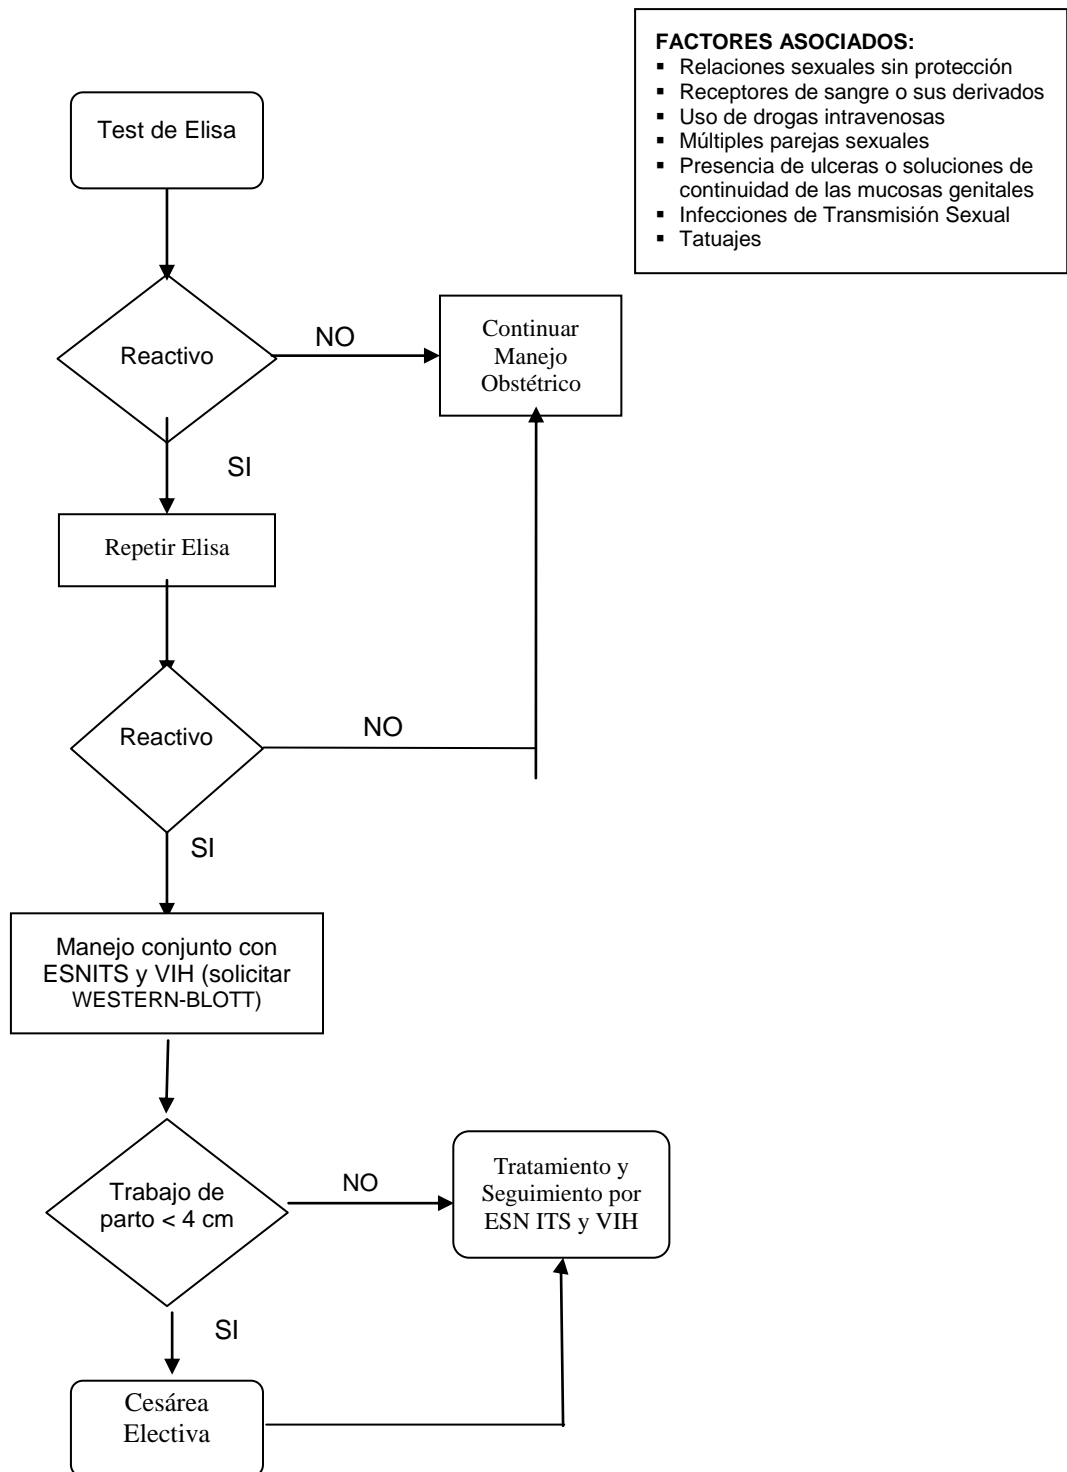 FACTORES ASOCIADOS:
▪ Relaciones sexuales sin protección
▪ Receptores de sangre o sus derivados
▪ Uso de drogas intravenosas
▪ Múltiples parejas sexuales
▪ Presencia de ulceras o soluciones de
continuidad de las mucosas genitales
▪ Infecciones de Transmisión Sexual
▪ Tatuajes
Test de Elisa
Reactivo
NO
Continuar
Manejo
Obstétrico
SI
Repetir Elisa
Reactivo
NO
SI
Manejo conjunto con
ESNITS y VIH (solicitar
WESTERN-BLOTT)
Trabajo de
parto < 4 cm
NO
Tratamiento y
Seguimiento por
ESN ITS y VIH
SI
Cesárea
Electiva